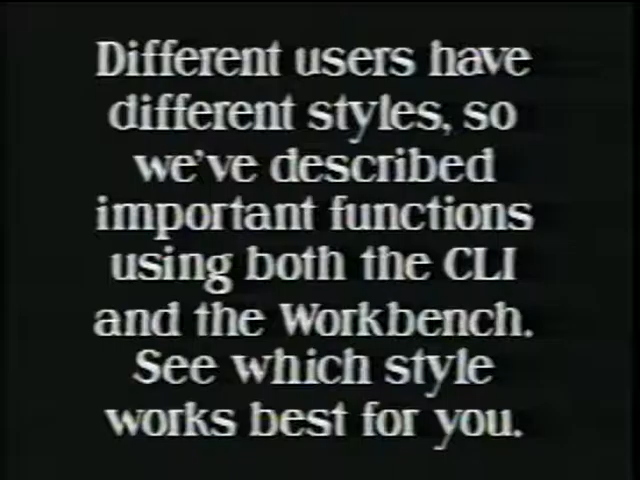 Different users have
different styles, so
we've described
important functions
using both the CLI
and the Workbench.
See which style
works best for you.